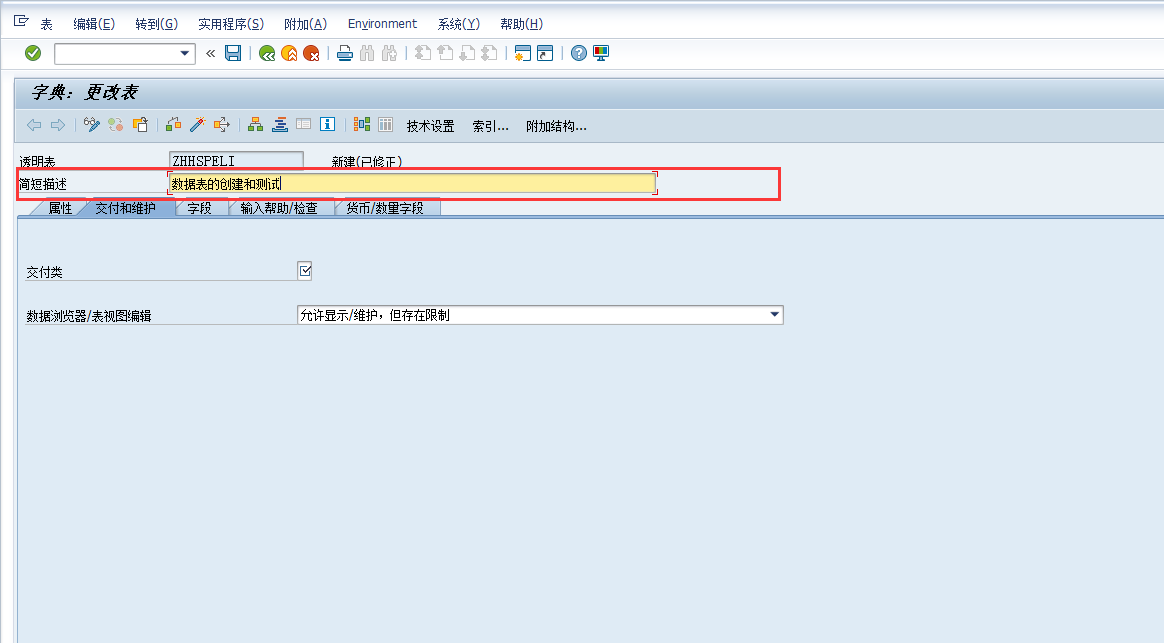 表 编辑(E) 转到(G) 实用程序(S) 附加(A) Environment 系统(Y) 帮助(H)
字典: 更改表
技术设置 索引... 附加结构...
透明表 ZHHSPELI 新建(已修正)
简短描述 数据表的创建和测试
属性 交付和维护 字段 输入帮助/检查 货币/数量字段
交付类
数据浏览器/表视图编辑 允许显示/维护，但存在限制